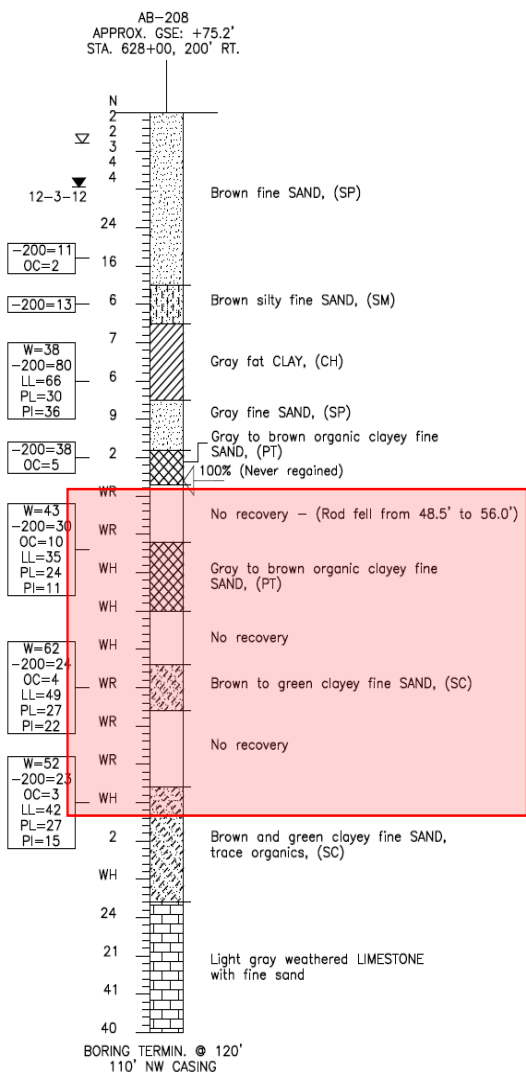 AB-208
APPROX. GSE: +75.2'
STA. 628+00, 200' RT.
N
2
2
3
4
4
12-3-12
Brown fine SAND, (SP)
24
-200=11
OC=2
16
-200=13
6
Brown silty fine SAND, (SM)
7
W=38
-200=80
LL=66
PL=30
PI=36
6
Gray fat CLAY, (CH)
9
Gray fine SAND, (SP)
-200=38
OC=5
2
Gray to brown organic clayey fine
SAND, (PT)
100% (Never regained)
WR
W=43
-200=30
OC=10
LL=35
PL=24
PI=11
WR
No recovery - (Rod fell from 48.5' to 56.0')
WH
Gray to brown organic clayey fine
SAND, (PT)
WH
WH
No recovery
W=62
-200=24
OC=4
LL=49
PL=27
PI=22
WR
Brown to green clayey fine SAND, (SC)
WR
No recovery
WR
W=52
-200=23
OC=3
LL=42
PL=27
PI=15
WH
2
Brown and green clayey fine SAND,
trace organics, (SC)
WH
24
21
Light gray weathered LIMESTONE
with fine sand
41
40
BORING TERMIN. @ 120'
110' NW CASING